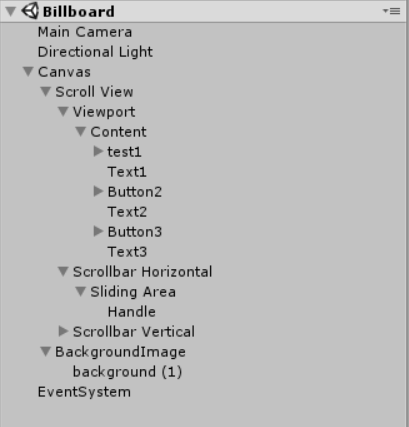 Billboard
Main Camera
Directional Light
Canvas
Scroll View
Viewport
Content
test1
Text1
Button2
Text2
Button3
Text3
Scrollbar Horizontal
Sliding Area
Handle
Scrollbar Vertical
BackgroundImage
background (1)
EventSystem